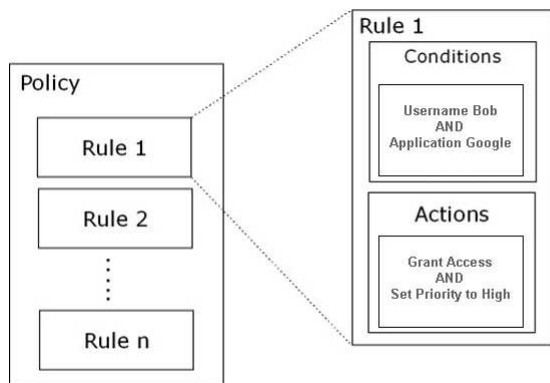 Policy
Rule 1
Rule 2
Rule n
Rule 1
Conditions
Username Bob
AND
Application Google
Actions
Grant Access
AND
Set Priority to High